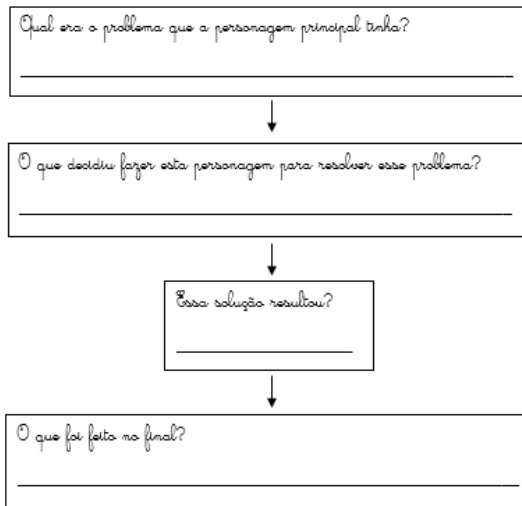 Qual era o problema que a personagem principal tinha?
O que decidiu fazer esta personagem para resolver esse problema?
Essa solução resultou?
O que foi feito no final?